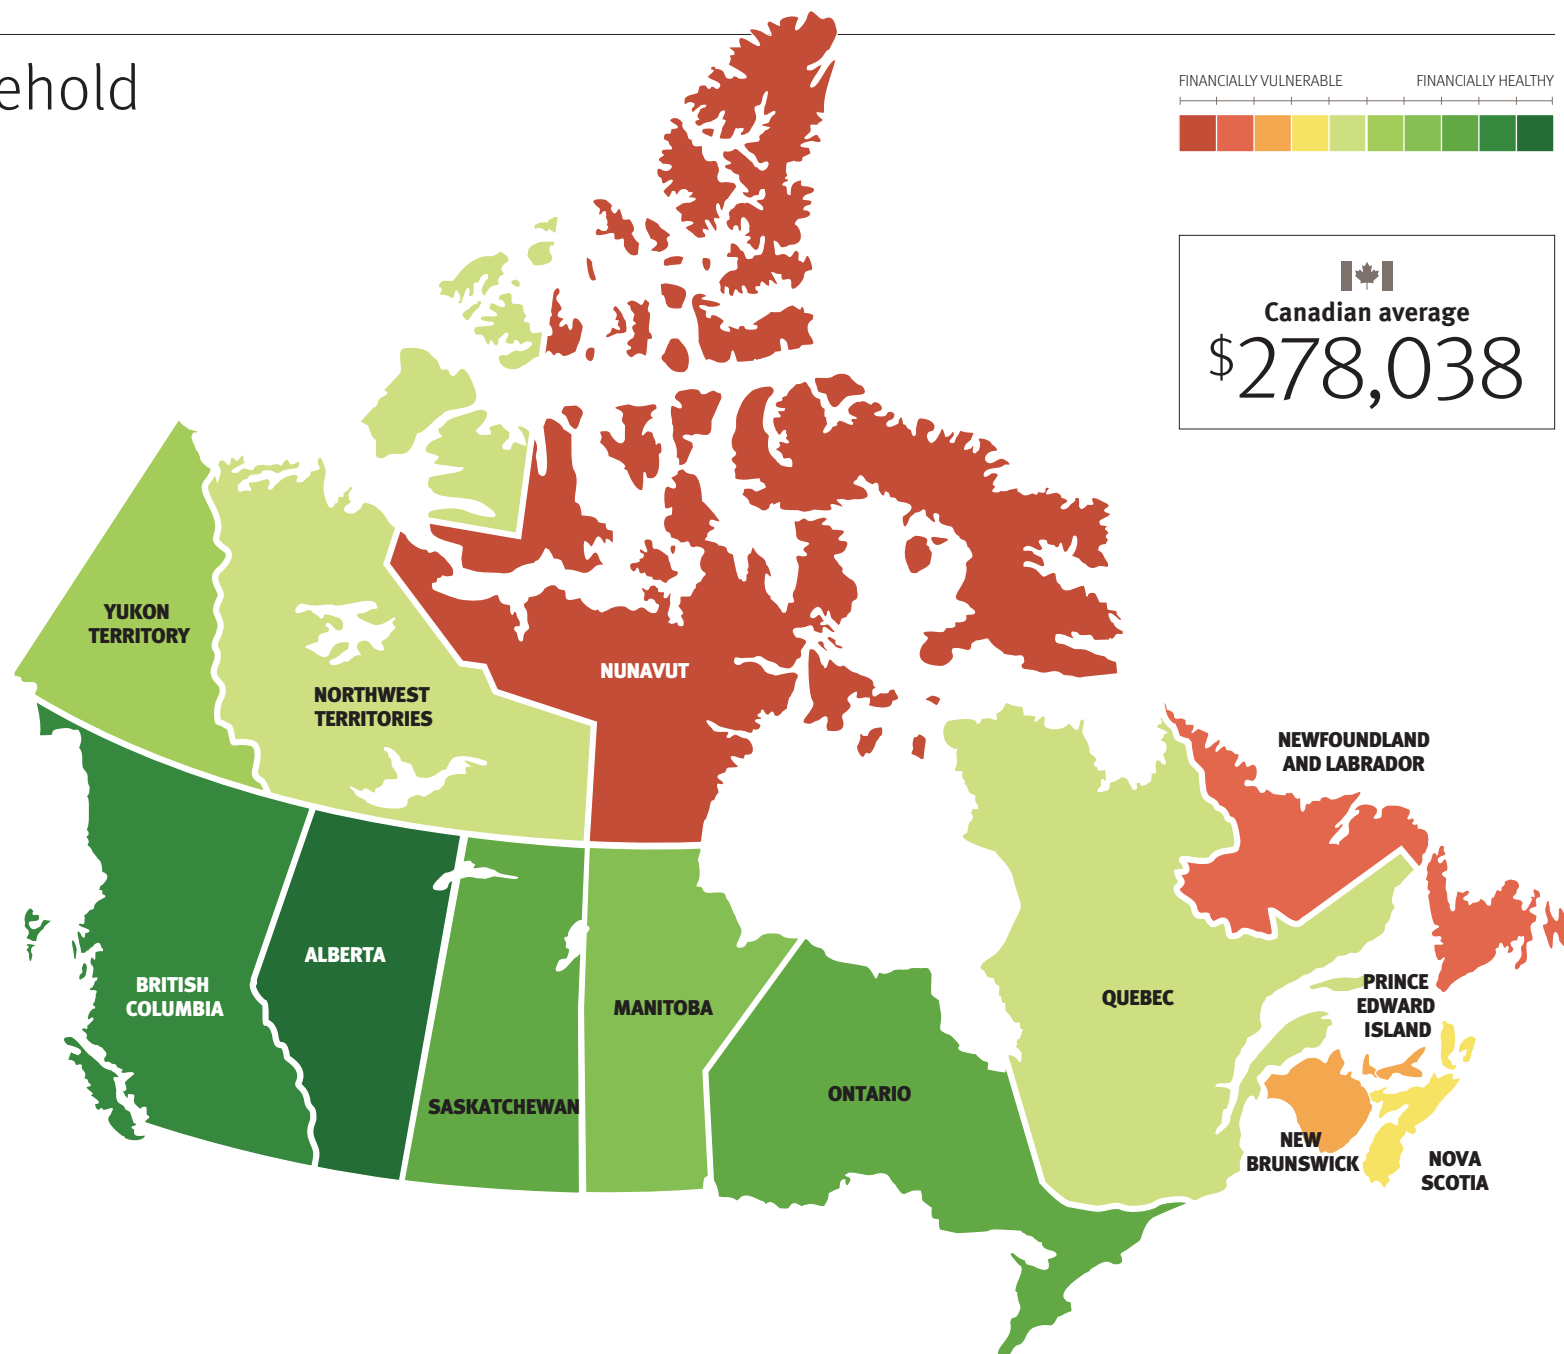 ehold
FINANCIALLY VULNERABLE
FINANCIALLY HEALTHY
Canadian average
$278,038
YUKON
TERRITORY
NORTHWEST
TERRITORIES
NUNAVUT
NEWFOUNDLAND
AND LABRADOR
BRITISH
COLUMBIA
ALBERTA
SASKATCHEWAN
MANITOBA
ONTARIO
QUEBEC
PRINCE
EDWARD
ISLAND
NEW
BRUNSWICK
NOVA
SCOTIA